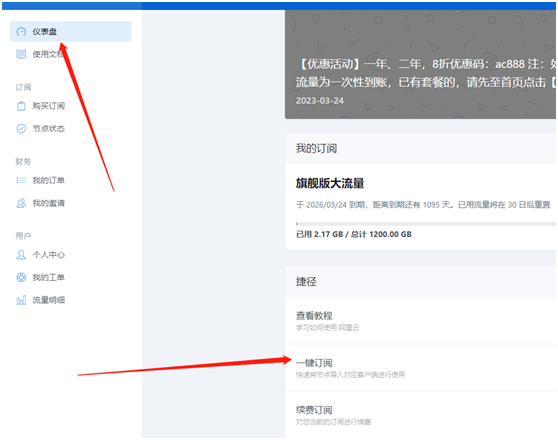 仪表盘
使用文档
订阅
购买订阅
节点状态
财务
我的订单
我的邀请
用户
个人中心
我的工单
流量明细
【优惠活动】一年、二年，8折优惠码：ac888 注：
流量为一次性到账，已有套餐的，请先至首页点击【
2023-03-24
我的订阅
旗舰版大流量
于 2026/03/24 到期，距离到期还有 1095 天。已用流量将在 30 日后重置
已用 2.17 GB / 总计 1200.00 GB
捷径
查看教程
学习如何使用 阿里云
一键订阅
快速将节点导入对应客户端进行使用
续费订阅
对您当前的订阅进行续费